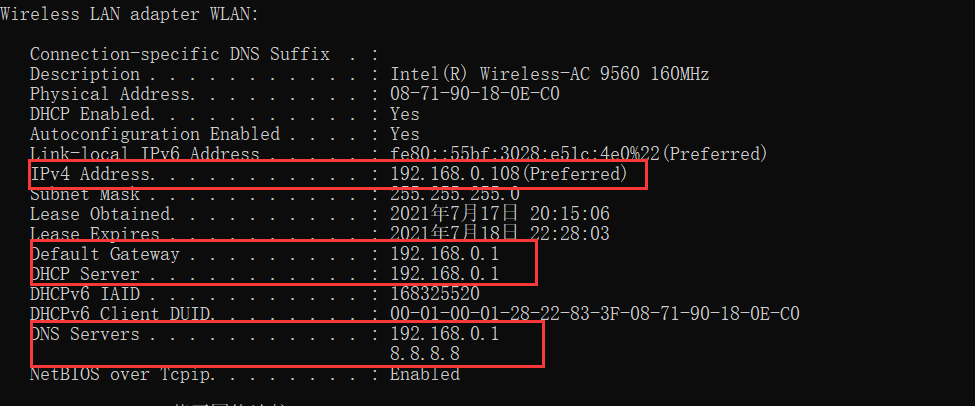 Wireless LAN adapter WLAN:
Connection-specific DNS Suffix . :
Description . . . . . . . . . . . : Intel(R) Wireless-AC 9560 160MHz
Physical Address. . . . . . . . . : 08-71-90-18-0E-C0
DHCP Enabled. . . . . . . . . . . : Yes
Autoconfiguration Enabled . . . . : Yes
Link-local IPv6 Address . . . . . : fe80::55bf:3028:e51c:4e0%22(Preferred)
IPv4 Address. . . . . . . . . . . : 192.168.0.108(Preferred)
Subnet Mask . . . . . . . . . . . : 255.255.255.0
Lease Obtained. . . . . . . . . . : 2021年7月17日 20:15:06
Lease Expires . . . . . . . . . . : 2021年7月18日 22:28:03
Default Gateway . . . . . . . . . : 192.168.0.1
DHCP Server . . . . . . . . . . . : 192.168.0.1
DHCPv6 IAID . . . . . . . . . . . : 168325520
DHCPv6 Client DUID. . . . . . . . : 00-01-00-01-28-22-83-3F-08-71-90-18-0E-C0
DNS Servers . . . . . . . . . . . : 192.168.0.1
8.8.8.8
NetBIOS over Tcpip. . . . . . . . : Enabled